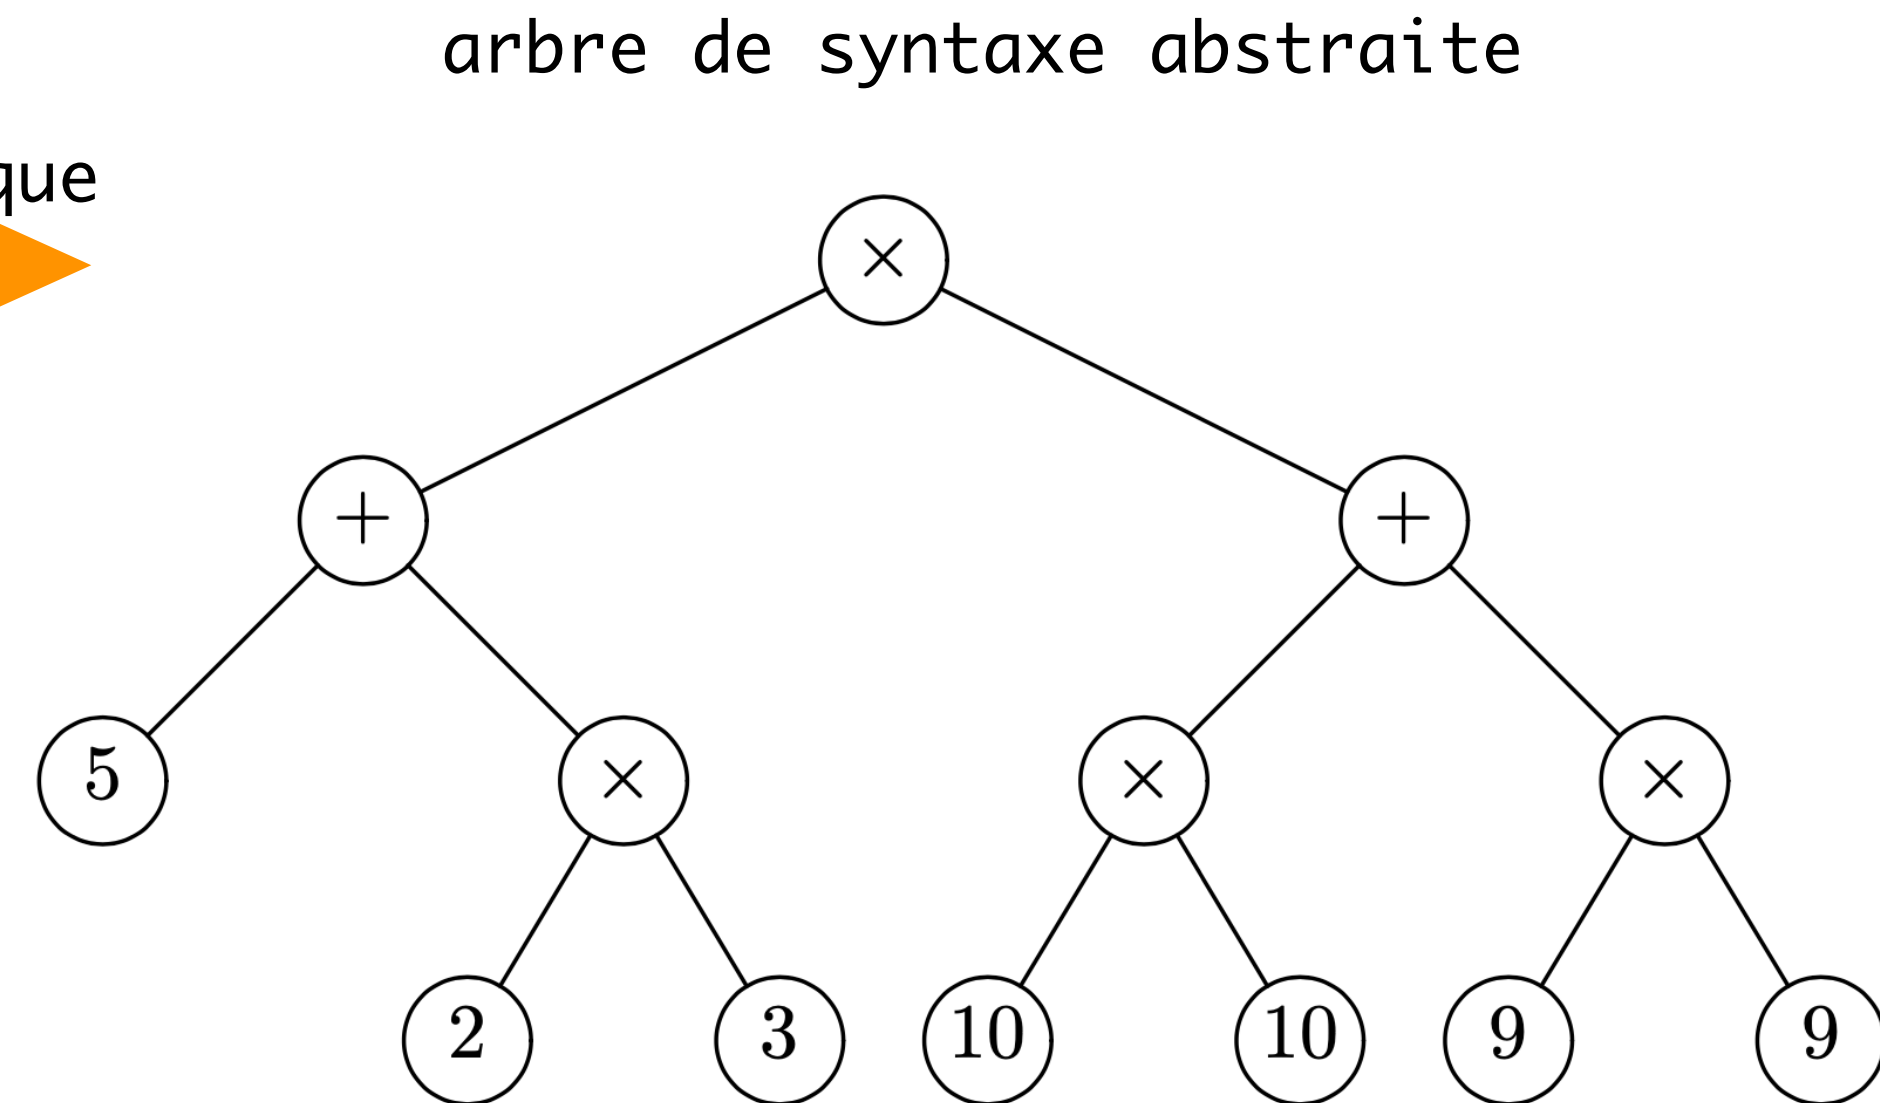 arbre de syntaxe abstraite
que
×
+ +
5 × × ×
2 3 10 10 9 9